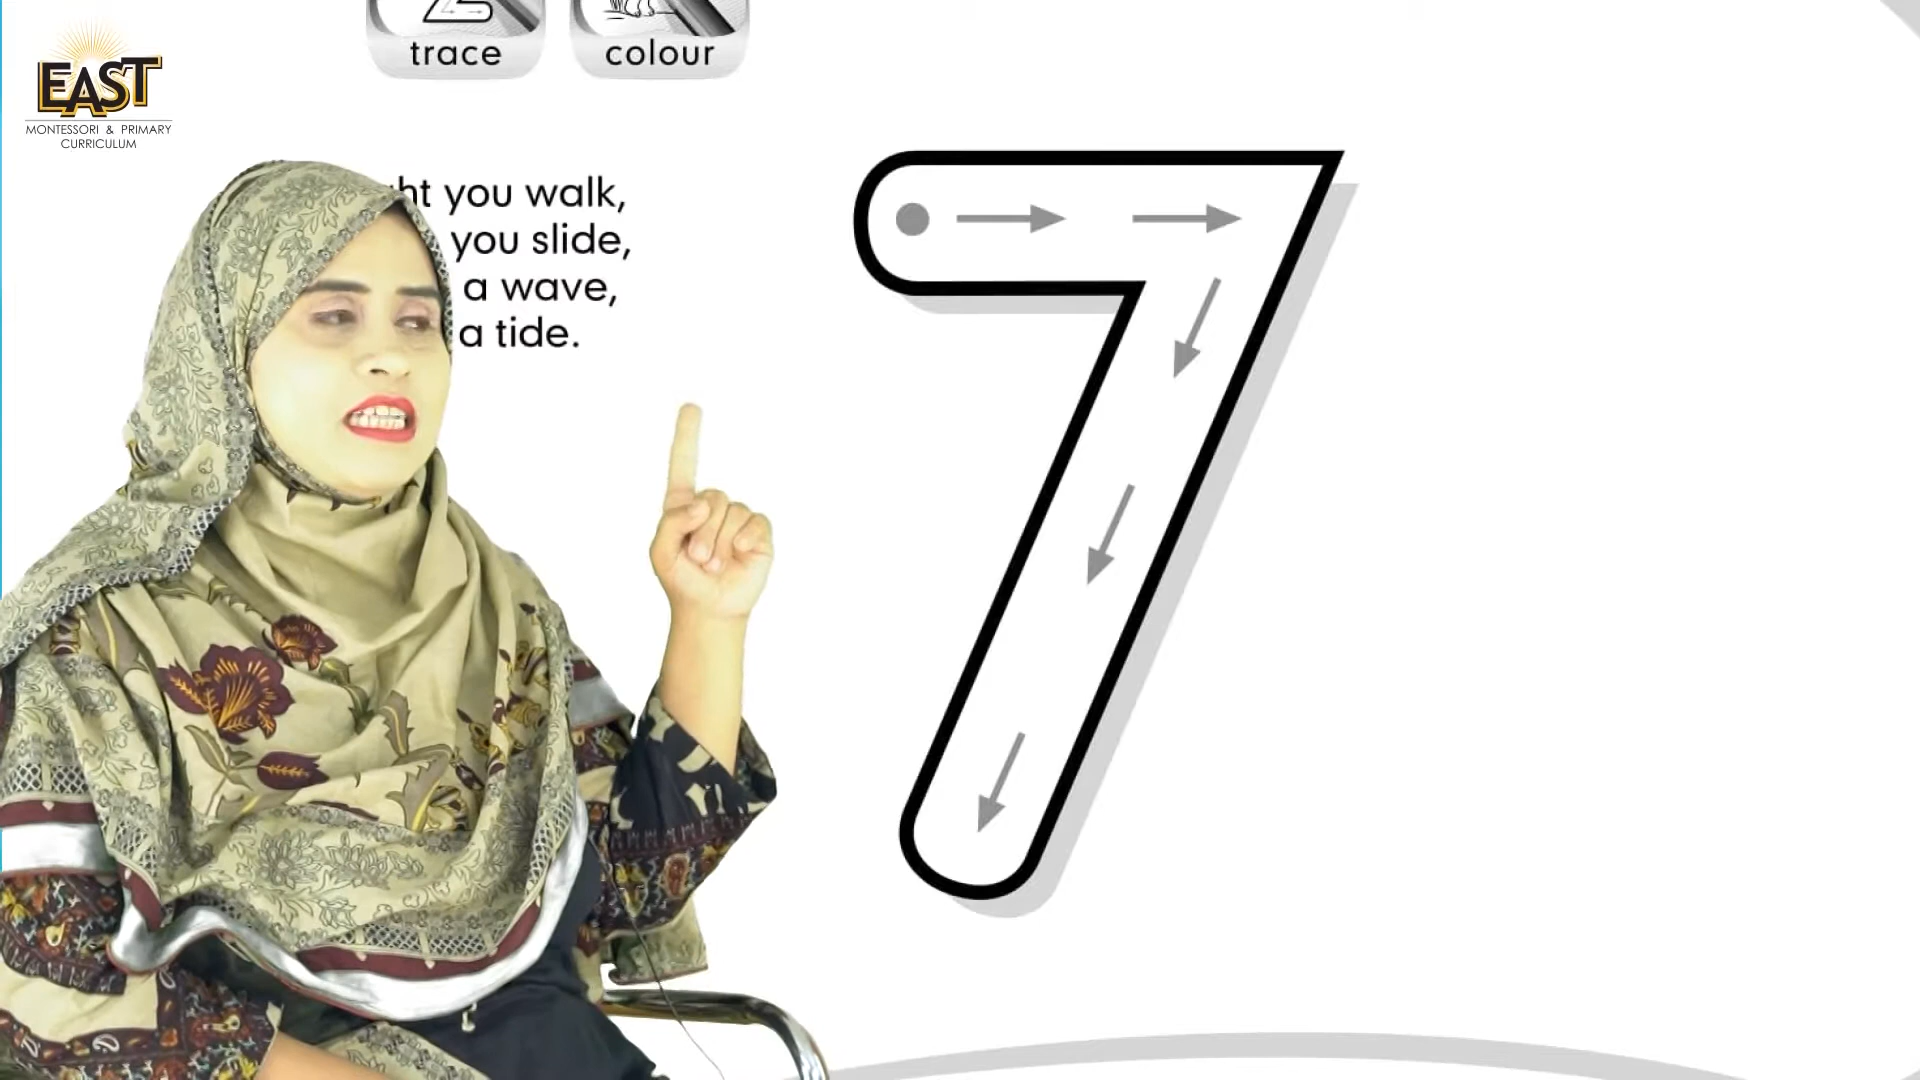 trace
colour
EAST
MONTESSORI & PRIMARY
CURRICULUM
you walk,
you slide,
a wave,
a tide.
7